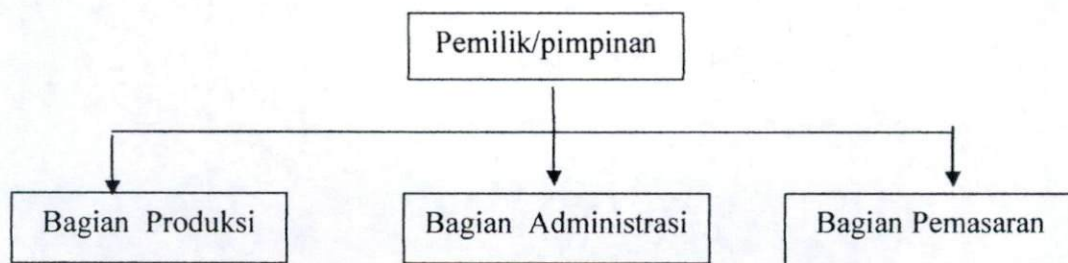 Pemilik/pimpinan
Bagian Produksi
Bagian Administrasi
Bagian Pemasaran